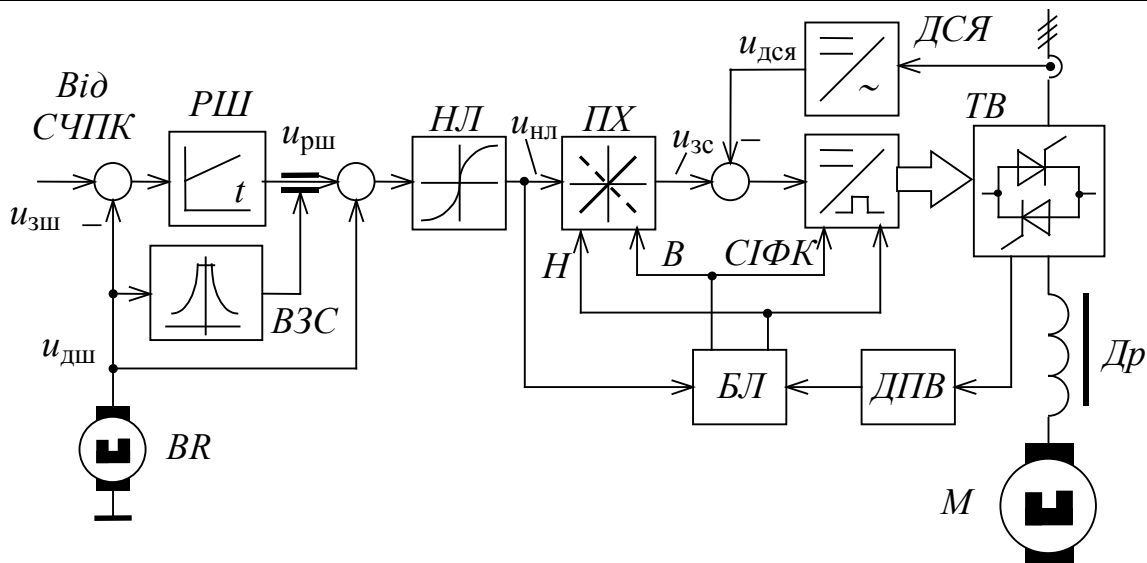 Від
СЧПК
РШ
uрш
НЛ
uнл
ПХ
uзс
uдся
ДСЯ
ТВ
~
t
uзш
−
−
Н
В
СІФК
ВЗС
uдш
БЛ
ДПВ
Др
BR
М